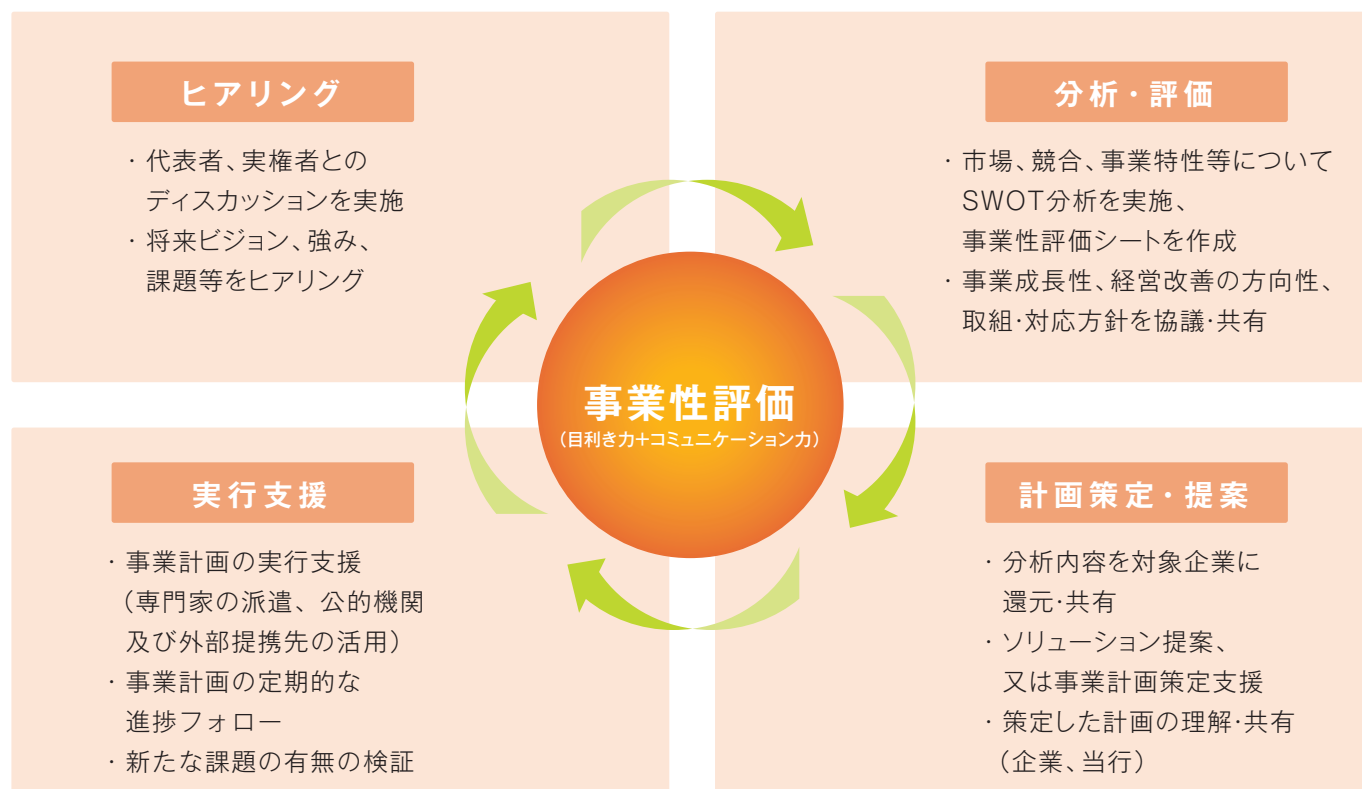 ヒアリング
・代表者、実権者との
ディスカッションを実施
・将来ビジョン、強み、
課題等をヒアリング
分析・評価
・市場、競合、事業特性等について
SWOT分析を実施、
事業性評価シートを作成
・事業成長性、経営改善の方向性、
取組・対応方針を協議・共有
事業性評価
(目利き力+コミュニケーション力)
実行支援
・事業計画の実行支援
（専門家の派遣、公的機関
及び外部提携先の活用）
・事業計画の定期的な
進捗フォロー
・新たな課題の有無の検証
計画策定・提案
・分析内容を対象企業に
還元・共有
・ソリューション提案、
又は事業計画策定支援
・策定した計画の理解・共有
（企業、当行）